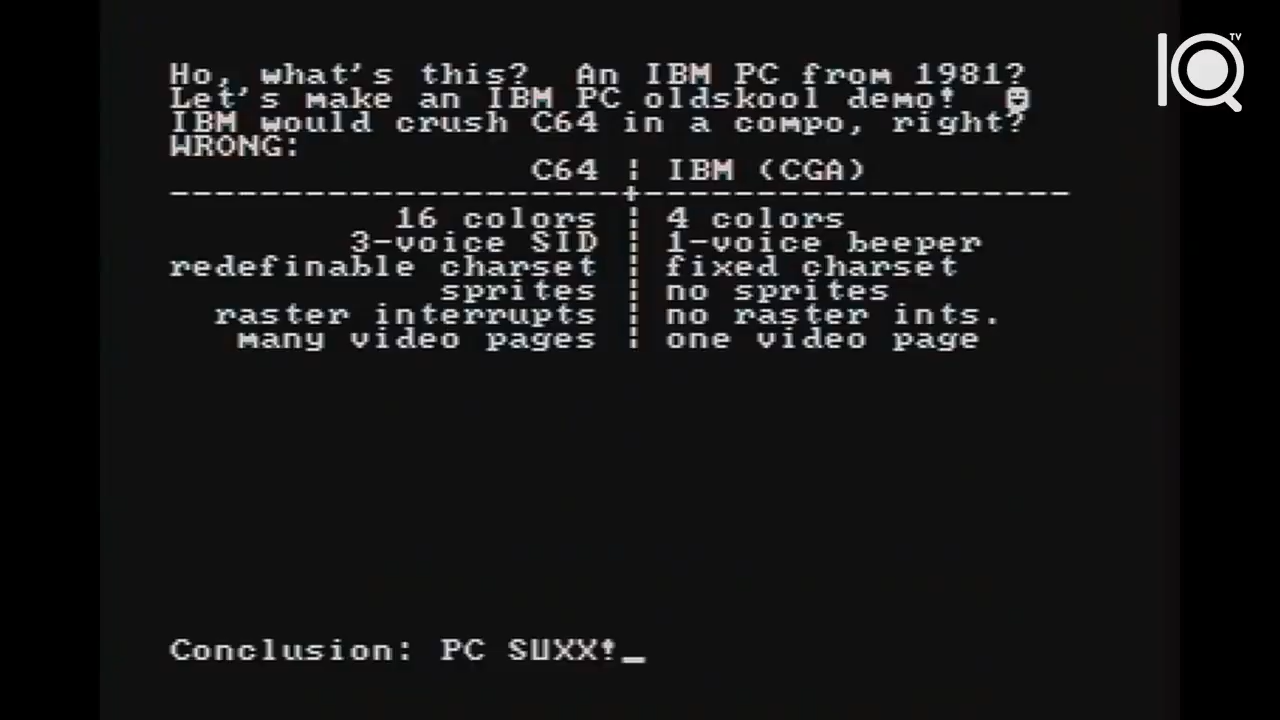 IQ TV
Ho, what's this?  An IBM PC from 1981?
Let's make an IBM PC oldskool demo!  ☻
IBM would crush C64 in a compo, right?
WRONG:
C64 ¦ IBM (CGA)
----------------------+-------------------
16 colors ¦ 4 colors
3-voice SID ¦ 1-voice beeper
redefinable charset ¦ fixed charset
sprites ¦ no sprites
raster interrupts ¦ no raster ints.
many video pages ¦ one video page
Conclusion: PC SUXX!_